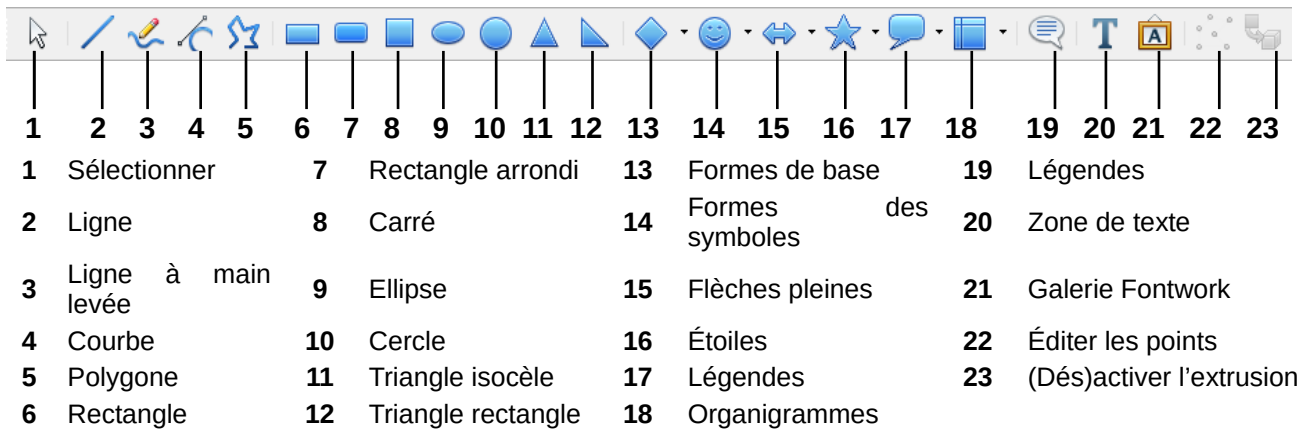 T A
1 2 3 4 5 6 7 8 9 10 11 12 13 14 15 16 17 18 19 20 21 22 23
1 Sélectionner 7 Rectangle arrondi 13 Formes de base 19 Légendes
2 Ligne 8 Carré 14 Formes des symboles 20 Zone de texte
3 Ligne à main levée 9 Ellipse 15 Flèches pleines 21 Galerie Fontwork
4 Courbe 10 Cercle 16 Étoiles 22 Éditer les points
5 Polygone 11 Triangle isocèle 17 Légendes 23 (Dés)activer l’extrusion
6 Rectangle 12 Triangle rectangle 18 Organigrammes